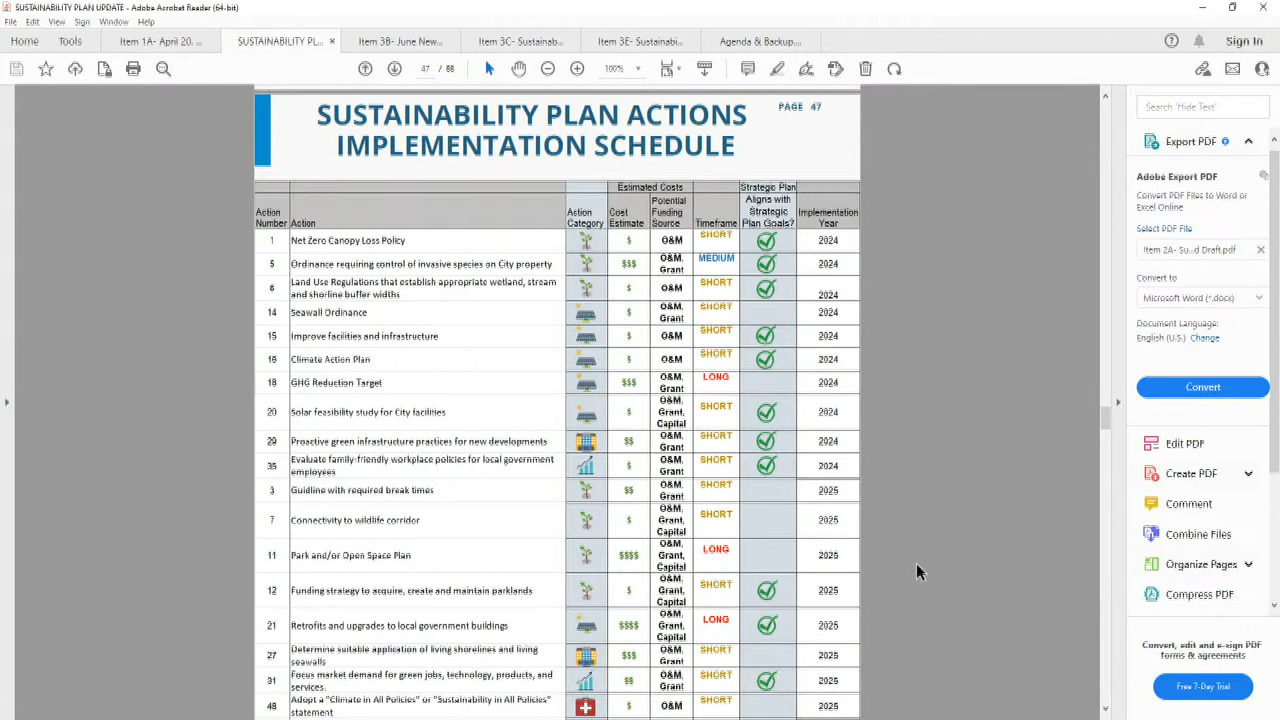 SUSTAINABILITY PLAN UPDATE - Adobe Acrobat Reader (64-bit)
File Edit View Sign Window Help
Home Tools Item 1A- April 20, ... SUSTAINABILITY PL... × Item 3B- June New... Item 3C- Sustainab... Item 3E- Sustainabi... Agenda & Backup... Sign In
47 / 88 100%
SUSTAINABILITY PLAN ACTIONS
IMPLEMENTATION SCHEDULE
PAGE 47
Estimated Costs Strategic Plan
Action Number Action Action Category Cost Estimate Potential Funding Source Timeframe Aligns with Strategic Plan Goals? Implementation Year
1 Net Zero Canopy Loss Policy $ O&M SHORT 2024
5 Ordinance requiring control of invasive species on City property $$$ O&M, Grant MEDIUM 2024
6 Land Use Regulations that establish appropriate wetland, stream and shorline buffer widths $ O&M SHORT 2024
14 Seawall Ordinance $ O&M, Grant SHORT 2024
15 Improve facilities and infrastructure $ O&M SHORT 2024
16 Climate Action Plan $ O&M SHORT 2024
18 GHG Reduction Target $$$ O&M, Grant LONG 2024
20 Solar feasibility study for City facilities $ O&M, Grant, Capital SHORT 2024
29 Proactive green infrastructure practices for new developments $$ O&M, Grant SHORT 2024
35 Evaluate family-friendly workplace policies for local government employees $ O&M, Grant SHORT 2024
3 Guidline with required break times $$ O&M, Grant SHORT 2025
7 Connectivity to wildlife corridor $ O&M, Grant, Capital SHORT 2025
11 Park and/or Open Space Plan $$$$ O&M, Grant, Capital LONG 2025
12 Funding strategy to acquire, create and maintain parklands $ O&M, Grant, Capital SHORT 2025
21 Retrofits and upgrades to local government buildings $$$$ O&M, Grant, Capital LONG 2025
27 Determine suitable application of living shorelines and living seawalls $$$ O&M, Grant SHORT 2025
31 Focus market demand for green jobs, technology, products, and services. $$ O&M, Grant SHORT 2025
48 Adopt a "Climate in All Policies" or "Sustainability in All Policies" statement $ O&M SHORT 2025
Search 'Hide Text'
Export PDF
Adobe Export PDF
Convert PDF Files to Word or
Excel Online
Select PDF File
Item 2A- Su...d Draft.pdf ×
Convert to
Microsoft Word (*.docx)
Document Language:
English (U.S.) Change
Convert
Edit PDF
Create PDF
Comment
Combine Files
Organize Pages
Compress PDF
Convert, edit and e-sign PDF
forms & agreements
Free 7-Day Trial